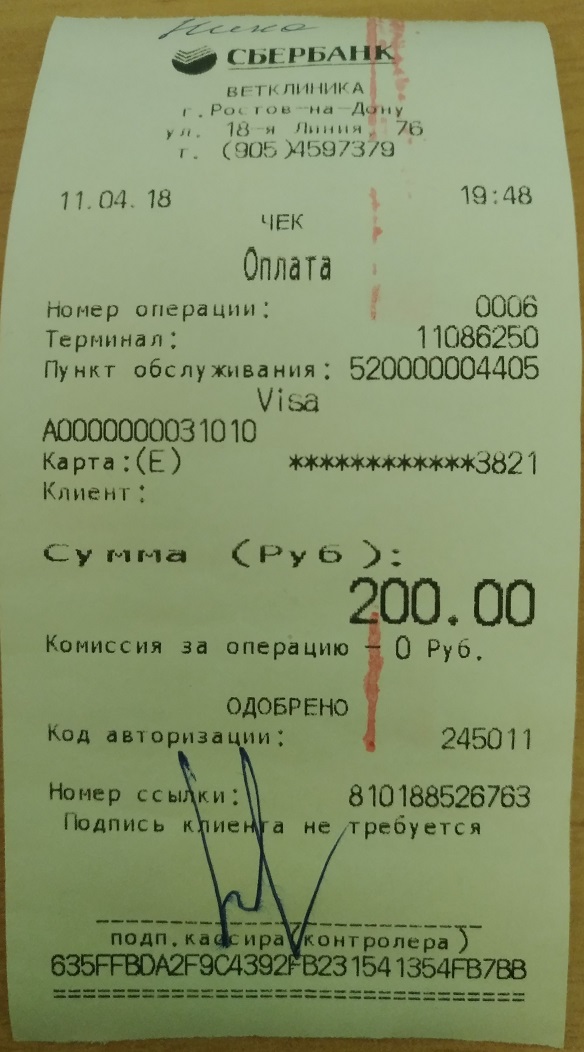 СБЕРБАНК
ВЕТКЛИНИКА
г. Ростов-на-Дону
ул. 18-я Линия, 76
т. (905)4597379
11.04.18 19:48
ЧЕК
Оплата
Номер операции: 0006
Терминал: 11086250
Пункт обслуживания: 520000004405
Visa
A0000000031010
Карта:(E) ************3821
Клиент:
Сумма (Руб):
200.00
Комиссия за операцию - 0 Руб.
ОДОБРЕНО
Код авторизации: 245011
Номер ссылки: 810188526763
Подпись клиента не требуется
подп.кассира(контролера)
635FFBDA2F9C4392FB231541354FB7BB